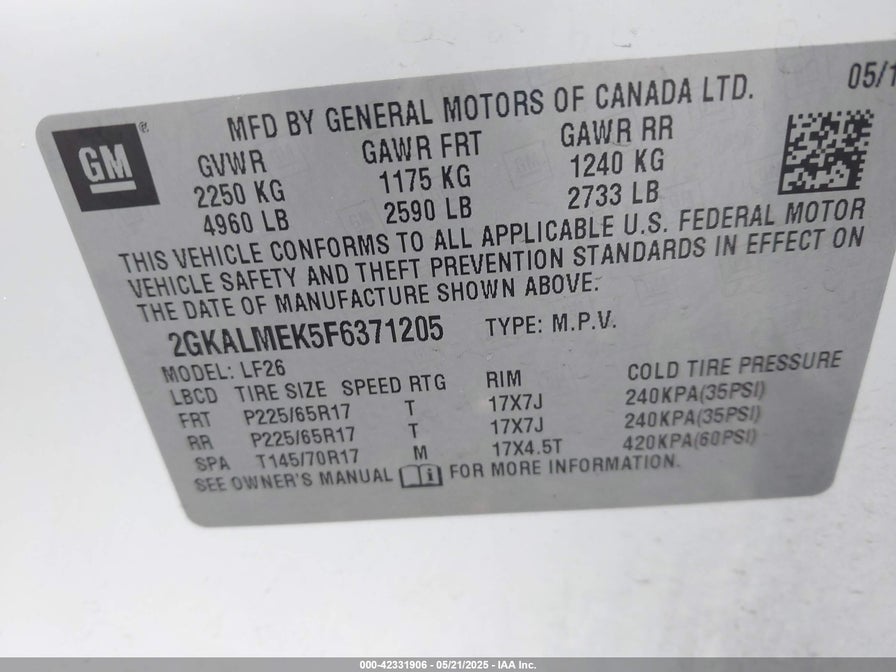 MFD BY GENERAL MOTORS OF CANADA LTD. 05/1
GM ®
GVWR GAWR FRT GAWR RR
2250 KG 1175 KG 1240 KG
4960 LB 2590 LB 2733 LB
THIS VEHICLE CONFORMS TO ALL APPLICABLE U.S. FEDERAL MOTOR
VEHICLE SAFETY AND THEFT PREVENTION STANDARDS IN EFFECT ON
THE DATE OF MANUFACTURE SHOWN ABOVE.
2GKALMEK5F6371205 TYPE: M.P.V.
MODEL: LF26
LBCD TIRE SIZE SPEED RTG RIM COLD TIRE PRESSURE
FRT P225/65R17 T 17X7J 240KPA(35PSI)
RR P225/65R17 T 17X7J 240KPA(35PSI)
SPA T145/70R17 M 17X4.5T 420KPA(60PSI)
SEE OWNER'S MANUAL i FOR MORE INFORMATION.
000-42331906 - 05/21/2025 - IAA Inc.